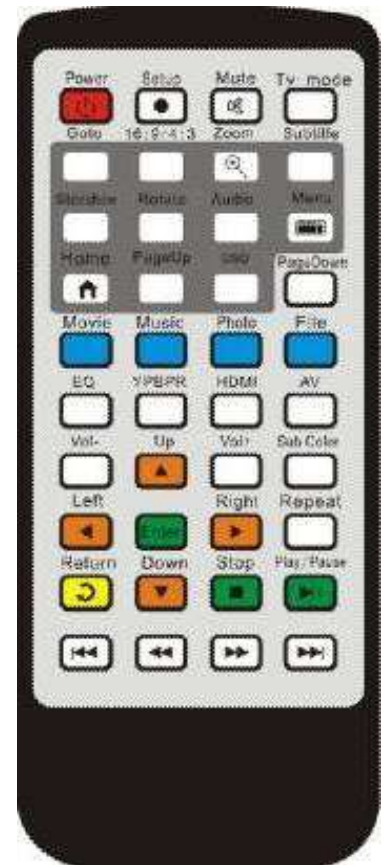 Power Setup Mute Tv mode
Goto 16:9-4:3 Zoom Subtitle
Slowshow Rotate Audio Menu
Home PageUp USB PageDown
Movie Music Photo File
EQ YPBPR HDMI AV
Vol- Up Vol+ Sub Color
Left Right Repeat
Enter
Return Down Stop Play/Pause